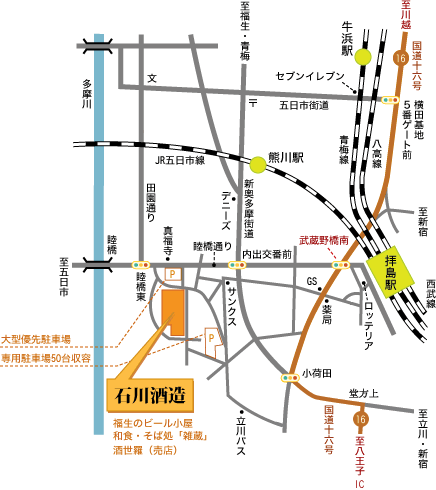 至福生・青梅
牛浜駅
至川越
国道十六号
16
セブンイレブン
文
〒
五日市街道
横田基地
5番ゲート前
多摩川
熊川駅
JR五日市線
青梅線
八高線
田園通り
デニーズ
新奥多摩街道
至新宿
真福寺
睦橋
睦橋通り
内出交番前
武蔵野橋南
拝島駅
至五日市
P
睦橋東
サンクス
GS
薬局
ロッテリア
西武線
大型優先駐車場
P
専用駐車場50台収容
小荷田
石川酒造
堂方上
福生のビール小屋
和食・そば処「雑蔵」
酒世羅（売店）
立川バス
国道十六号
16
至八王子IC
至立川・新宿